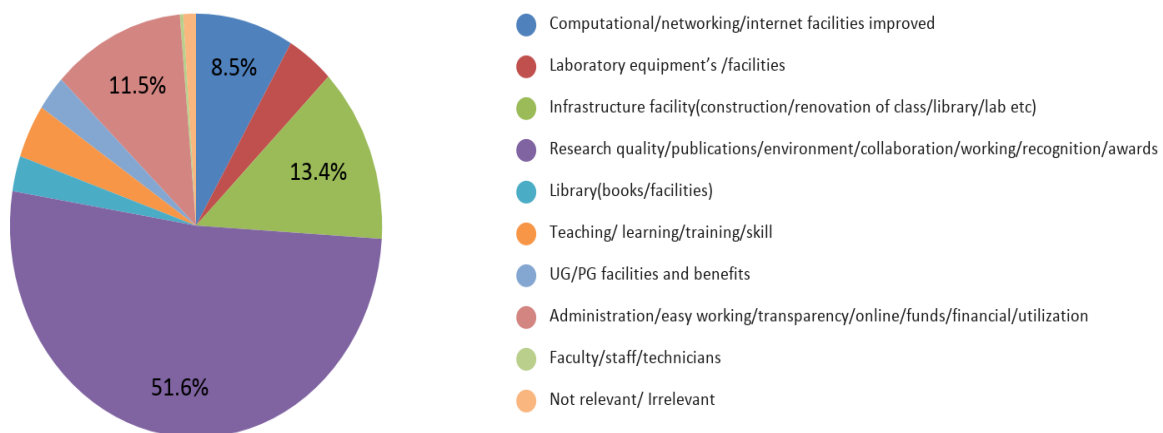 8.5%
11.5%
13.4%
51.6%
Computational/networking/internet facilities improved
Laboratory equipment's /facilities
Infrastructure facility(construction/renovation of class/library/lab etc)
Research quality/publications/environment/collaboration/working/recognition/awards
Library(books/facilities)
Teaching/ learning/training/skill
UG/PG facilities and benefits
Administration/easy working/transparency/online/funds/financial/utilization
Faculty/staff/technicians
Not relevant/ Irrelevant